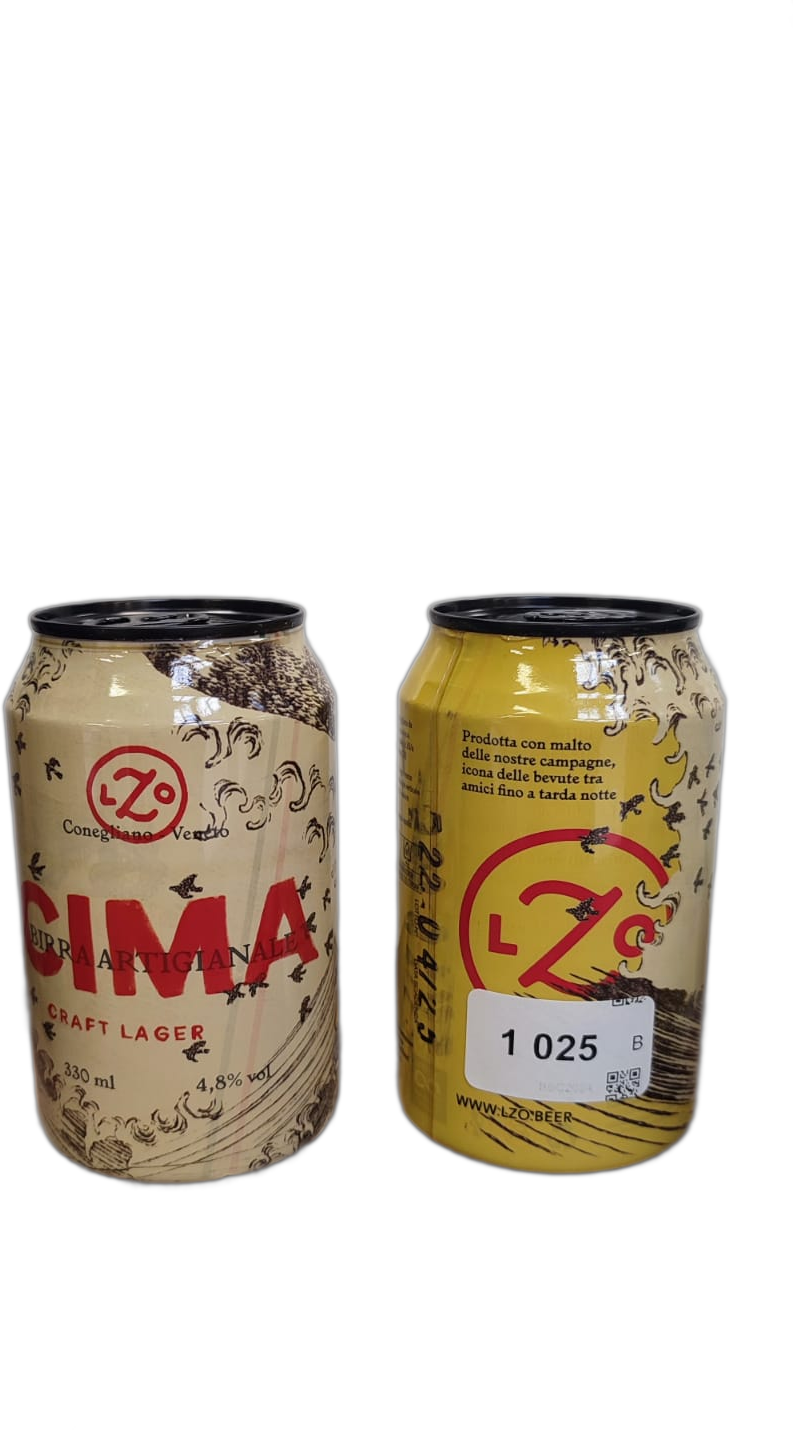 LZO
Conegliano - Veneto
CIMA
BIRRA ARTIGIANALE
CRAFT LAGER
330 ml
4,8% vol
Prodotta con malto
delle nostre campagne,
icona delle bevute tra
amici fino a tarda notte
LZO
1 025
B
WWW.LZO.BEER